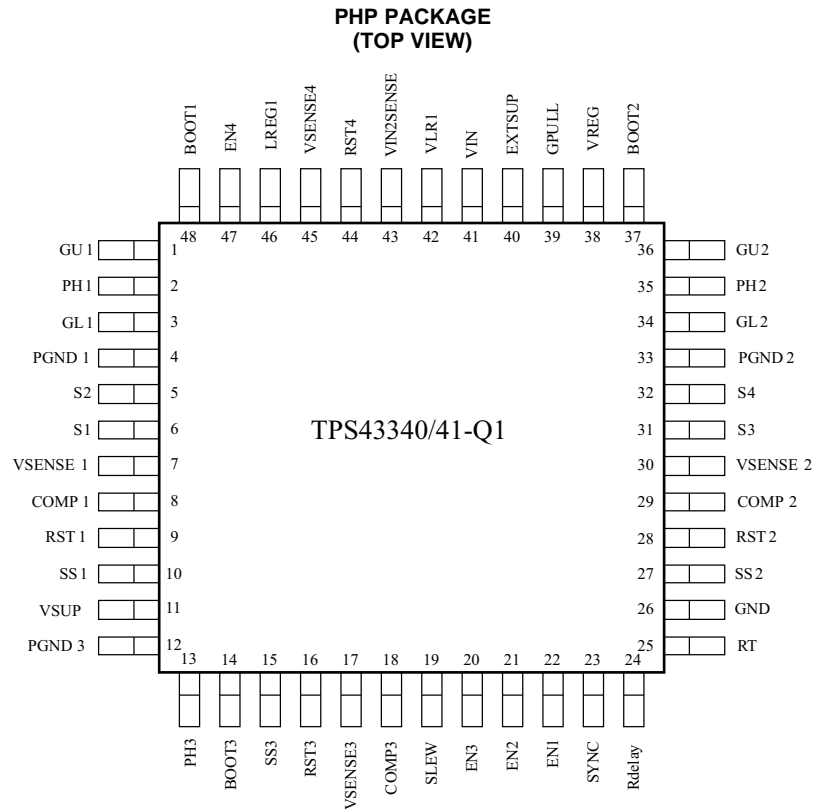 PHP PACKAGE
(TOP VIEW)
BOOT1
EN4
LREG1
VSENSE4
RST4
VIN2SENSE
VLR1
VIN
EXTSUP
GPULL
VREG
BOOT2
48 47 46 45 44 43 42 41 40 39 38 37
GU 1 1 36 GU2
PH 1 2 35 PH2
GL 1 3 34 GL 2
PGND 1 4 33 PGND 2
S2 5 32 S4
S1 6 31 S3
TPS43340/41-Q1
VSENSE 1 7 30 VSENSE 2
COMP 1 8 29 COMP 2
RST 1 9 28 RST 2
SS 1 10 27 SS 2
VSUP 11 26 GND
PGND 3 12 25 RT
13 14 15 16 17 18 19 20 21 22 23 24
PH3
BOOT3
SS3
RST3
VSENSE3
COMP3
SLEW
EN3
EN2
EN1
SYNC
Rdelay